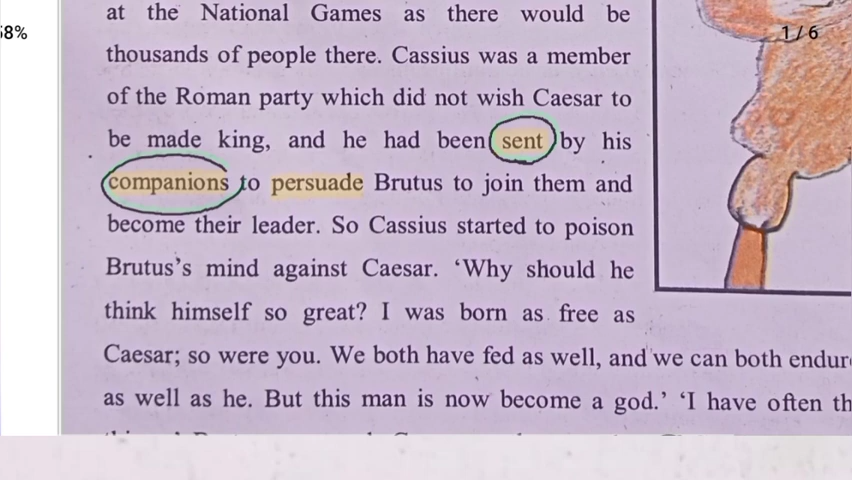 58%
1 / 6
at the National Games as there would be
thousands of people there. Cassius was a member
of the Roman party which did not wish Caesar to
be made king, and he had been sent by his
companions to persuade Brutus to join them and
become their leader. So Cassius started to poison
Brutus's mind against Caesar. 'Why should he
think himself so great? I was born as free as
Caesar; so were you. We both have fed as well, and we can both
as well as he. But this man is now become a god.' 'I have often